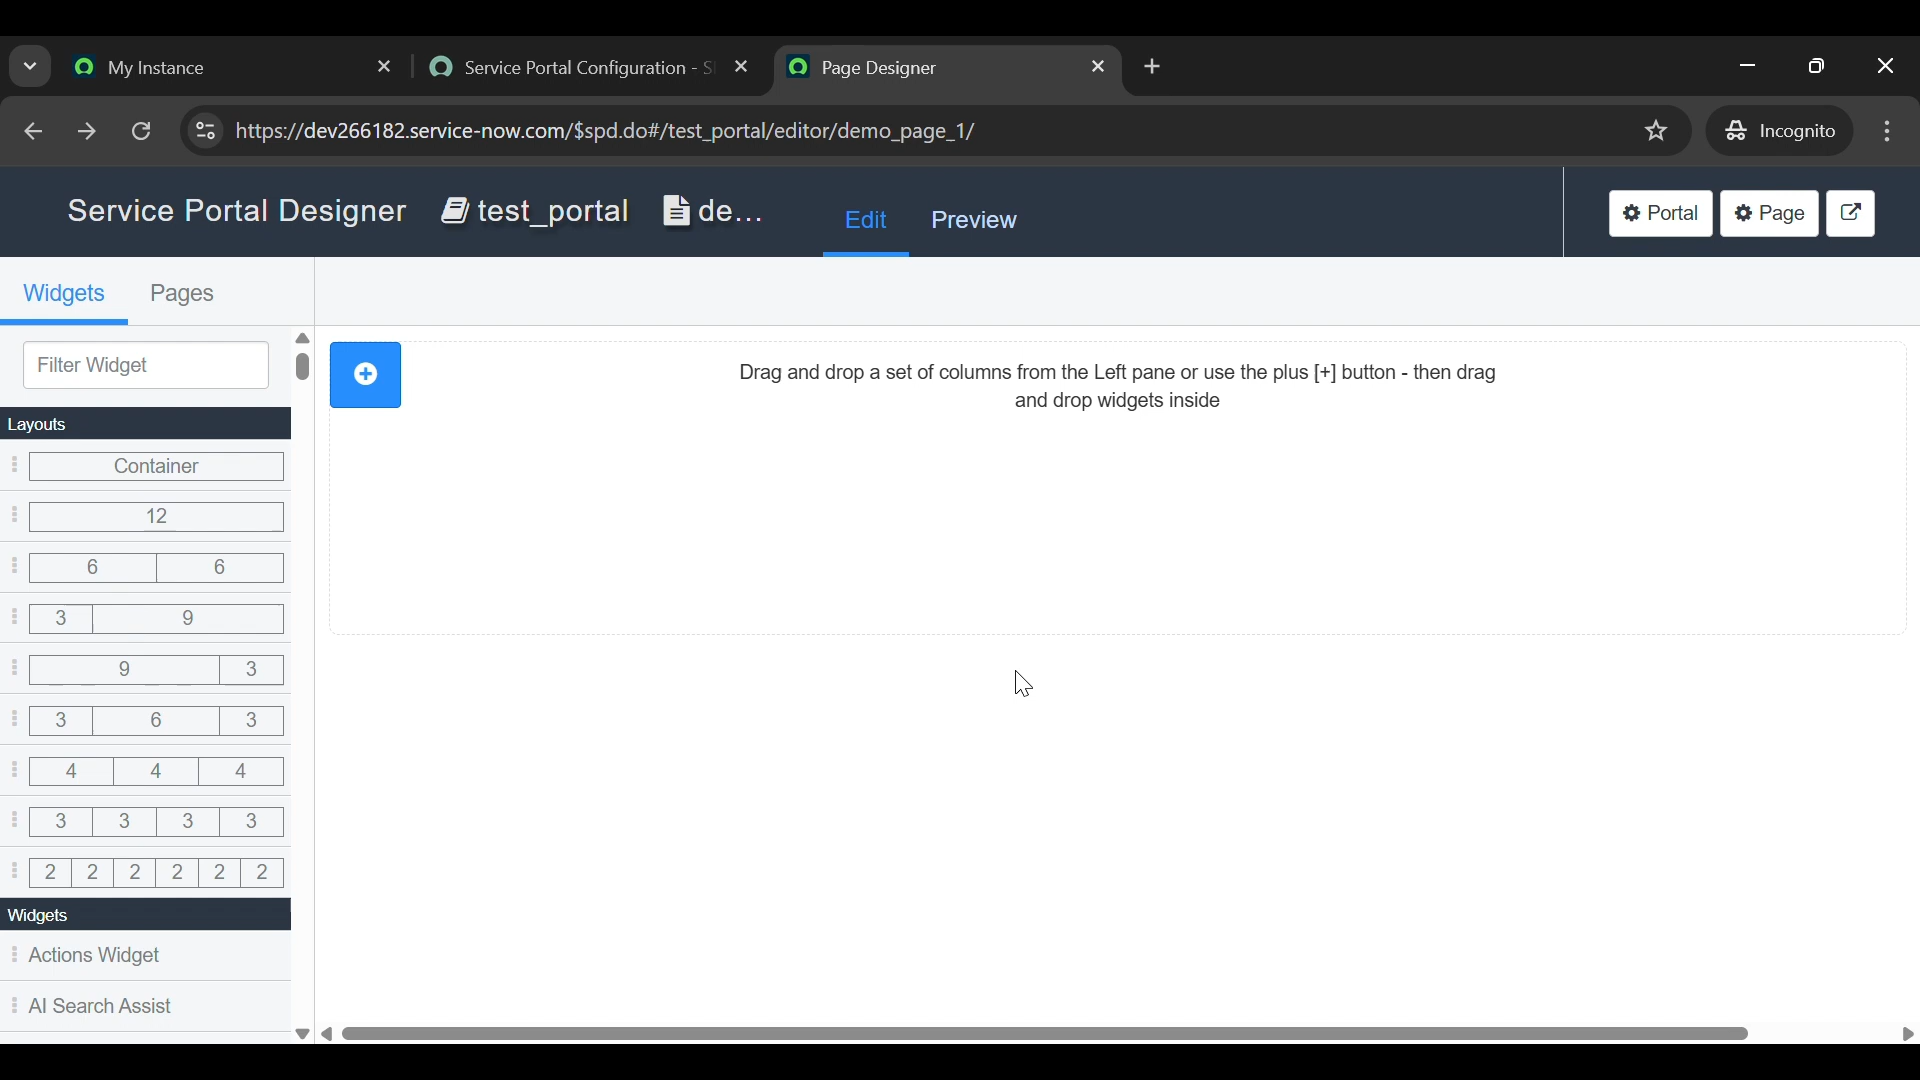 My Instance
Service Portal Configuration - S
Page Designer
https://dev266182.service-now.com/$spd.do#/test_portal/editor/demo_page_1/
Incognito
Service Portal Designer
test_portal
de...
Edit
Preview
Portal
Page
Widgets
Pages
Filter Widget
Drag and drop a set of columns from the Left pane or use the plus [+] button - then drag
and drop widgets inside
Layouts
Container
12
6 6
3 9
9 3
3 6 3
4 4 4
3 3 3 3
2 2 2 2 2 2
Widgets
Actions Widget
AI Search Assist